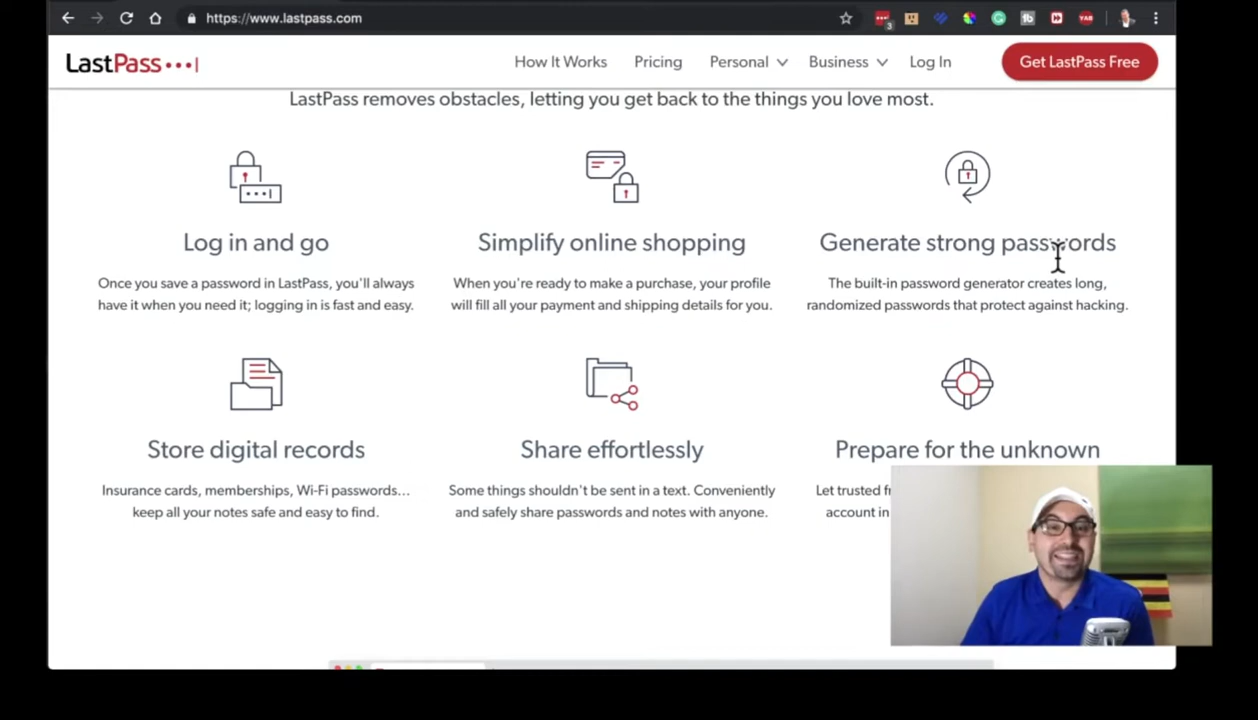 https://www.lastpass.com
3
tb
YAB
LastPass
How It Works Pricing Personal Business Log In Get LastPass Free
LastPass removes obstacles, letting you get back to the things you love most.
Log in and go
Once you save a password in LastPass, you'll always
have it when you need it; logging in is fast and easy.
Simplify online shopping
When you're ready to make a purchase, your profile
will fill all your payment and shipping details for you.
Generate strong passwords
The built-in password generator creates long,
randomized passwords that protect against hacking.
Store digital records
Insurance cards, memberships, Wi-Fi passwords...
keep all your notes safe and easy to find.
Share effortlessly
Some things shouldn't be sent in a text. Conveniently
and safely share passwords and notes with anyone.
Prepare for the unknown
Let trusted
account in